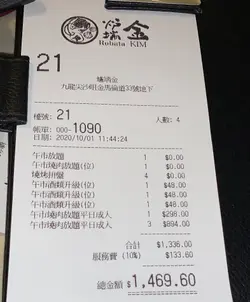 金
Robata KIM
21
九龍尖沙咀金馬倫道33號地下
檯號: 21
人數: 4
帳單: 000-1090
日期: 2020/10/01 11:44:24
午市放題 1 $0.00
午市燒肉放題(位) 1 $0.00
燒烤拼盤 4 $0.00
午市酒類升級(位) 1 $48.00
午市酒類升級(位) 1 $48.00
午市酒類升級(位) 1 $48.00
午市燒肉放題平日成人 1 $298.00
午市燒肉放題平日成人 3 $894.00
合計 $1,336.00
服務費 (10%) $133.60
總金額 $1,469.60